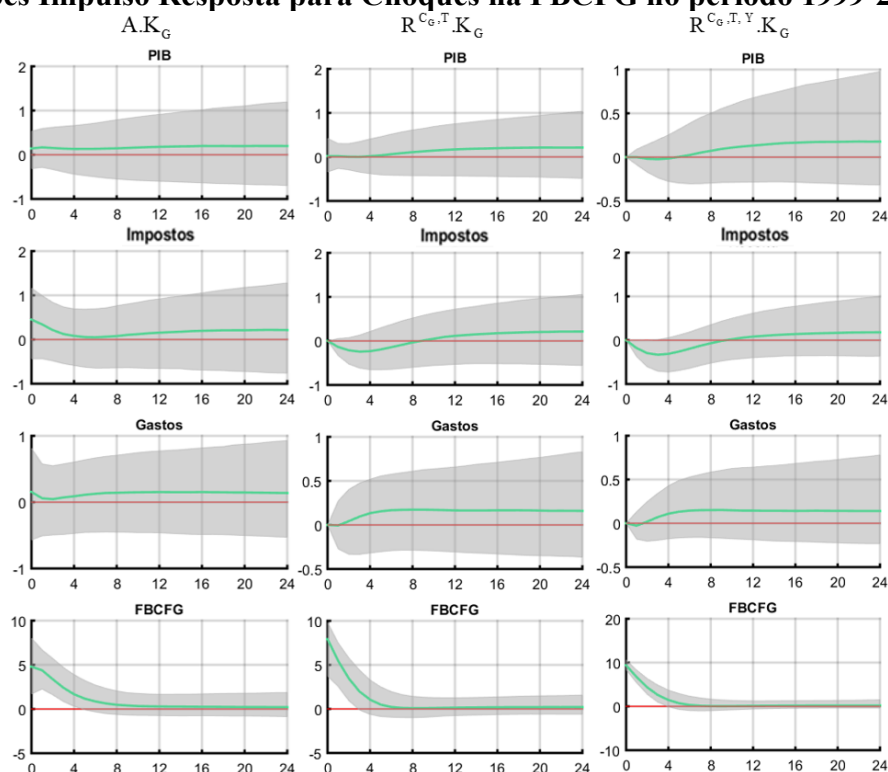 ões Impulso Resposta para Choques na FBCFG no período 1999-2
A.K_G R^{C_G,T}.K_G R^{C_G,T,Y}.K_G
PIB PIB PIB
2 2 1
1 1 0.5
0 0 0
-1 -1 -0.5
0 4 8 12 16 20 24 0 4 8 12 16 20 24 0 4 8 12 16 20 24
Impostos Impostos Impostos
2 2 2
1 1 1
0 0 0
-1 -1 -1
0 4 8 12 16 20 24 0 4 8 12 16 20 24 0 4 8 12 16 20 24
Gastos Gastos Gastos
1 1 1
0.5 0.5
0 0 0
-1 -0.5 -0.5
0 4 8 12 16 20 24 0 4 8 12 16 20 24 0 4 8 12 16 20 24
FBCFG FBCFG FBCFG
10 10 20
5 5 10
0 0 0
-5 -5 -10
0 4 8 12 16 20 24 0 4 8 12 16 20 24 0 4 8 12 16 20 24